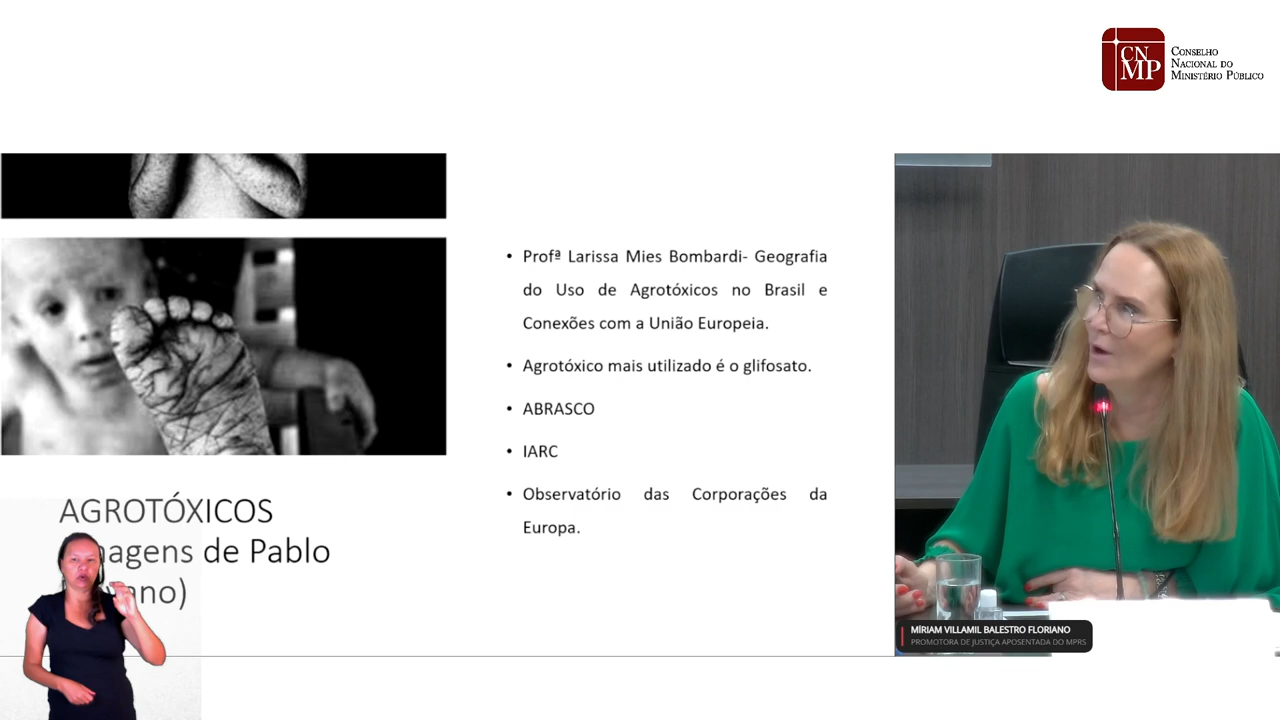 CN
MP
CONSELHO
NACIONAL DO
MINISTÉRIO PÚBLICO
• Profª Larissa Mies Bombardi- Geografia
do Uso de Agrotóxicos no Brasil e
Conexões com a União Europeia.
• Agrotóxico mais utilizado é o glifosato.
• ABRASCO
• IARC
• Observatório das Corporações da
Europa.
AGROTÓXICOS
de Pablo
MÍRIAM VILLAMIL BALESTRO FLORIANO
PROMOTORA DE JUSTIÇA APOSENTADA DO MPRS